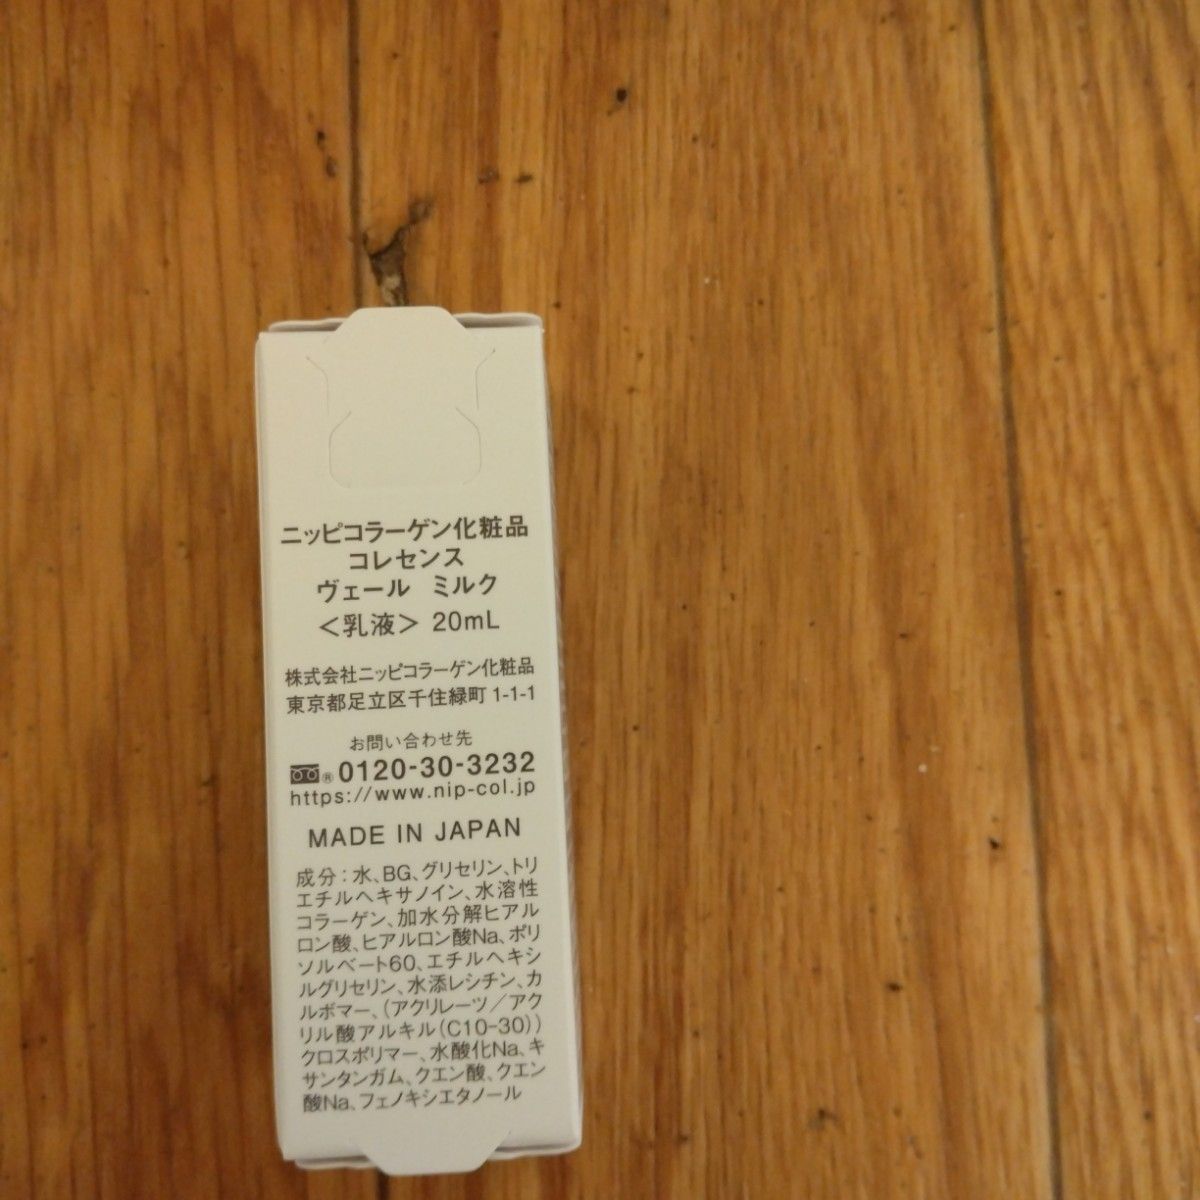 ニッピコラーゲン化粧品
コレセンス
ヴェール ミルク
<乳液> 20mL
株式会社ニッピコラーゲン化粧品
東京都足立区千住緑町1-1-1
お問い合わせ先
® 0120-30-3232
https://www.nip-col.jp
MADE IN JAPAN
成分：水、BG、グリセリン、トリ
エチルヘキサノイン、水溶性
コラーゲン、加水分解ヒアル
ロン酸、ヒアルロン酸Na、ポリ
ソルベート60、エチルヘキシ
ルグリセリン、水添レシチン、カ
ルボマー、(アクリレーツ／アク
リル酸アルキル(C10-30))
クロスポリマー、水酸化Na、キ
サンタンガム、クエン酸、クエン
酸Na、フェノキシエタノール